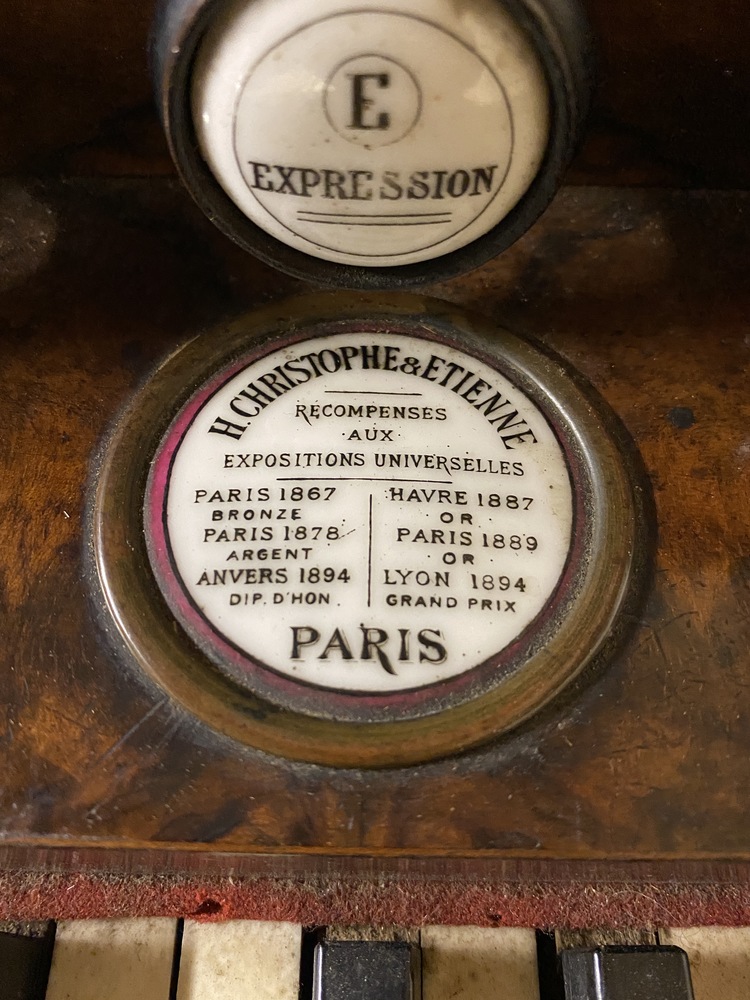 E
EXPRESSION
H. CHRISTOPHE & ETIENNE
RECOMPENSES
AUX
EXPOSITIONS UNIVERSELLES
PARIS 1867
BRONZE
PARIS 1878
ARGENT
ANVERS 1894
DIP. D'HON.
HAVRE 1887
OR
PARIS 1889
OR
LYON 1894
GRAND PRIX
PARIS